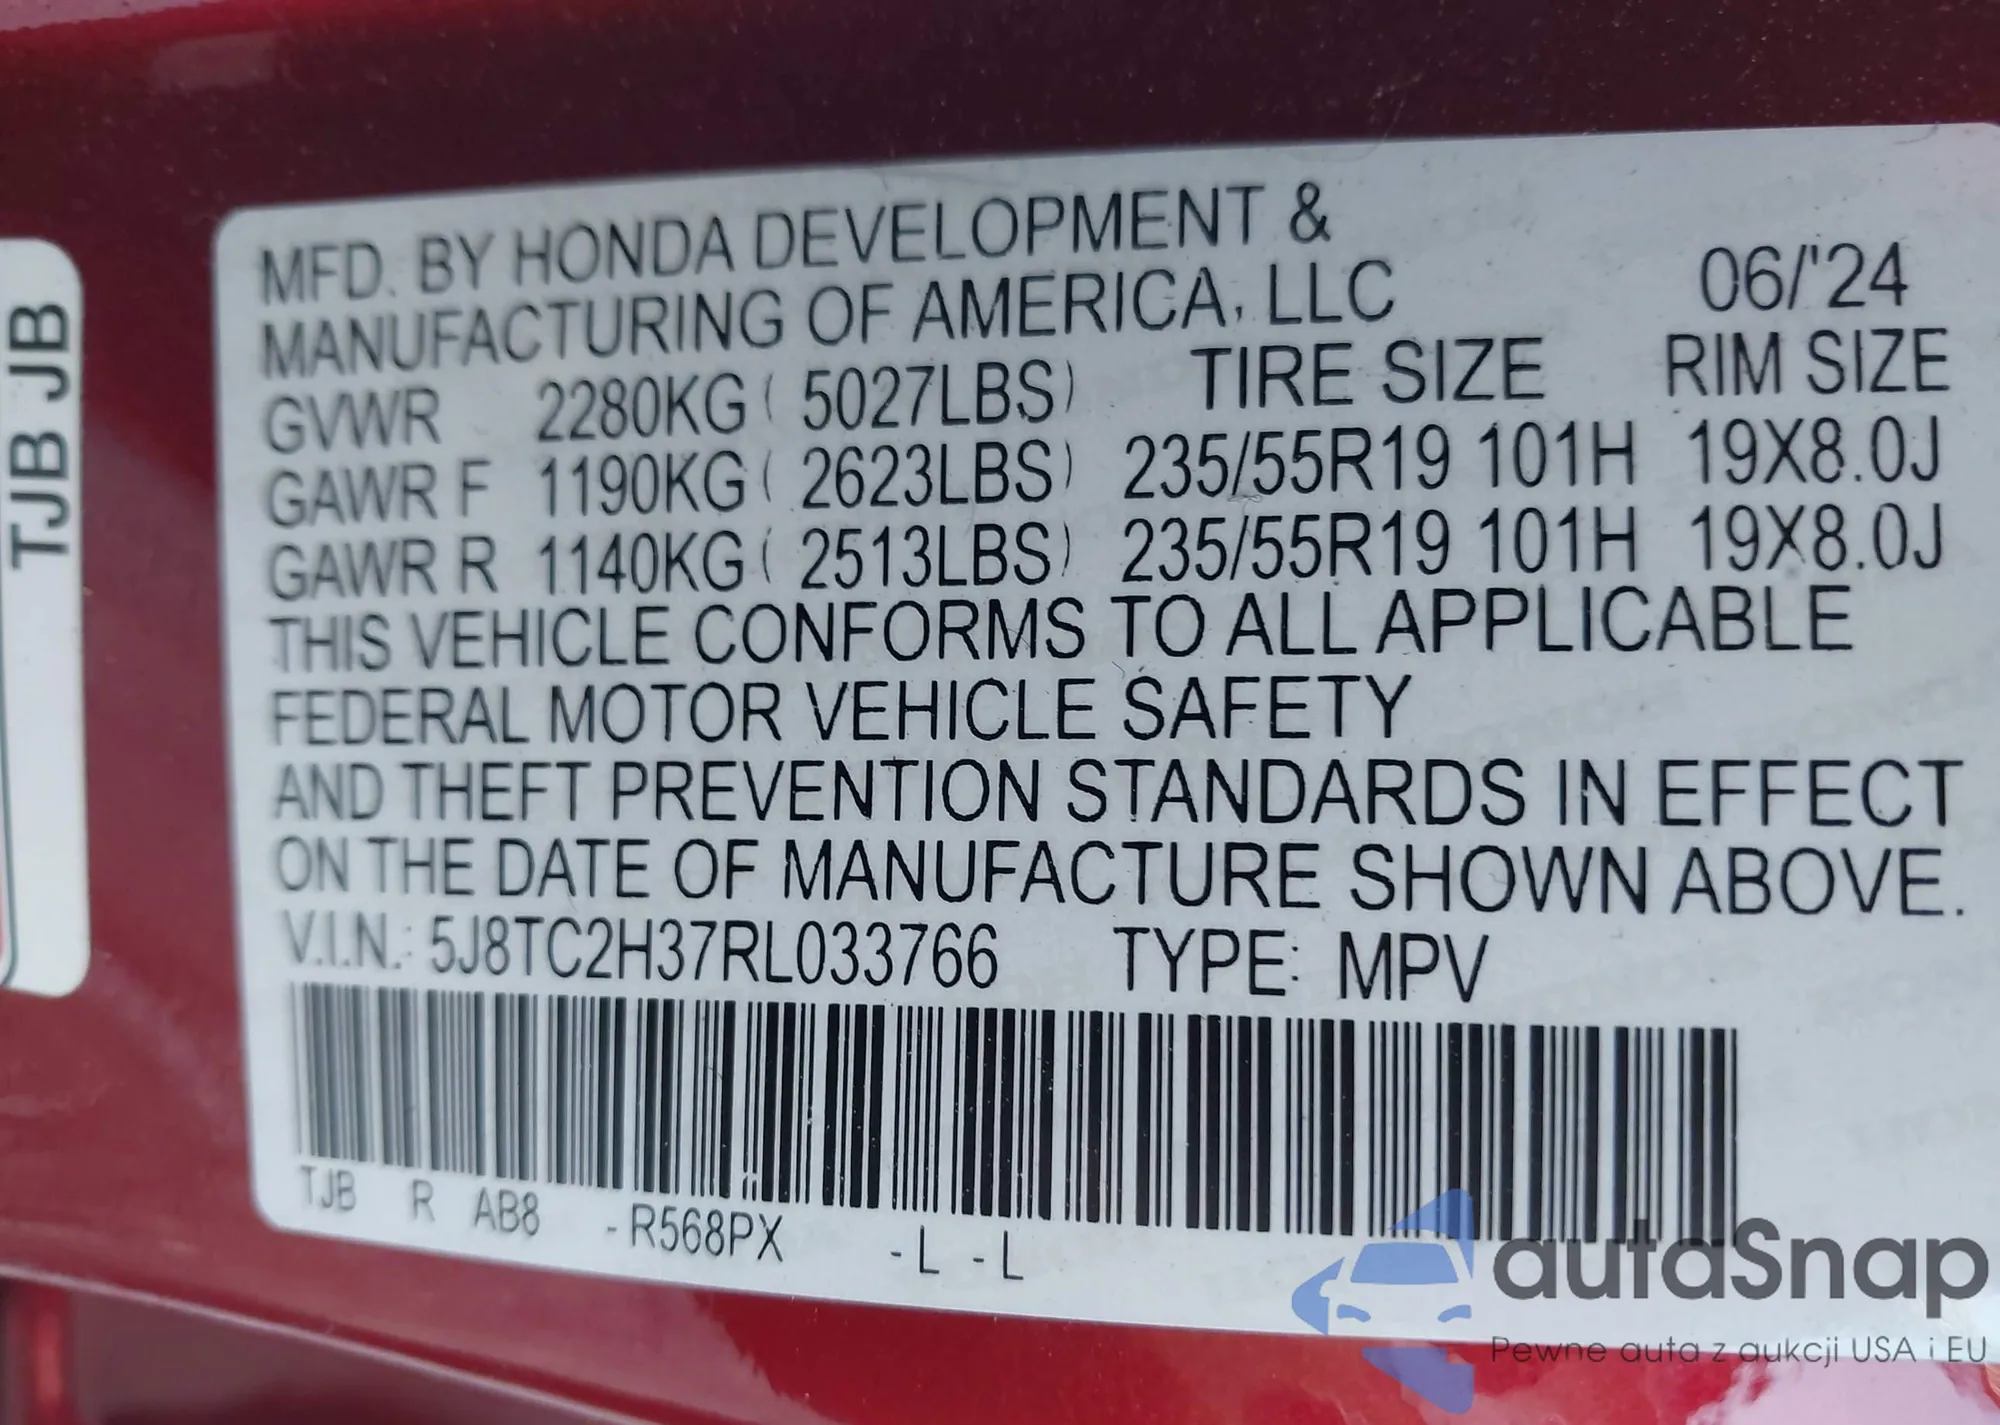 TJB JB
MFD. BY HONDA DEVELOPMENT &
MANUFACTURING OF AMERICA, LLC 06/'24
GVWR 2280KG ( 5027LBS) TIRE SIZE RIM SIZE
GAWR F 1190KG ( 2623LBS) 235/55R19 101H 19X8.0J
GAWR R 1140KG ( 2513LBS) 235/55R19 101H 19X8.0J
THIS VEHICLE CONFORMS TO ALL APPLICABLE
FEDERAL MOTOR VEHICLE SAFETY
AND THEFT PREVENTION STANDARDS IN EFFECT
ON THE DATE OF MANUFACTURE SHOWN ABOVE.
V.I.N.: 5J8TC2H37RL033766 TYPE: MPV
TJB R AB8 - R568PX - L - L
autaSnap
Pewne auta z aukcji USA i EU